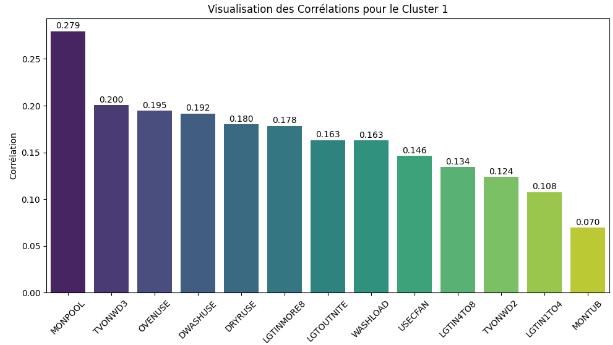 Visualisation des Corrélations pour le Cluster 1
0.279
0.200
0.195
0.192
0.180
0.178
0.163
0.163
0.146
0.134
0.124
0.108
0.070
Corrélation
0.25
0.20
0.15
0.10
0.05
0.00
MONPOOL
TVONWD3
OVENUSE
DWASHUSE
DRYRUSE
LGTINMORE8
LGTOUTNITE
WASHLOAD
USECFAN
LGTIN4TO8
TVONWD2
LGTIN1TO4
MONTUB